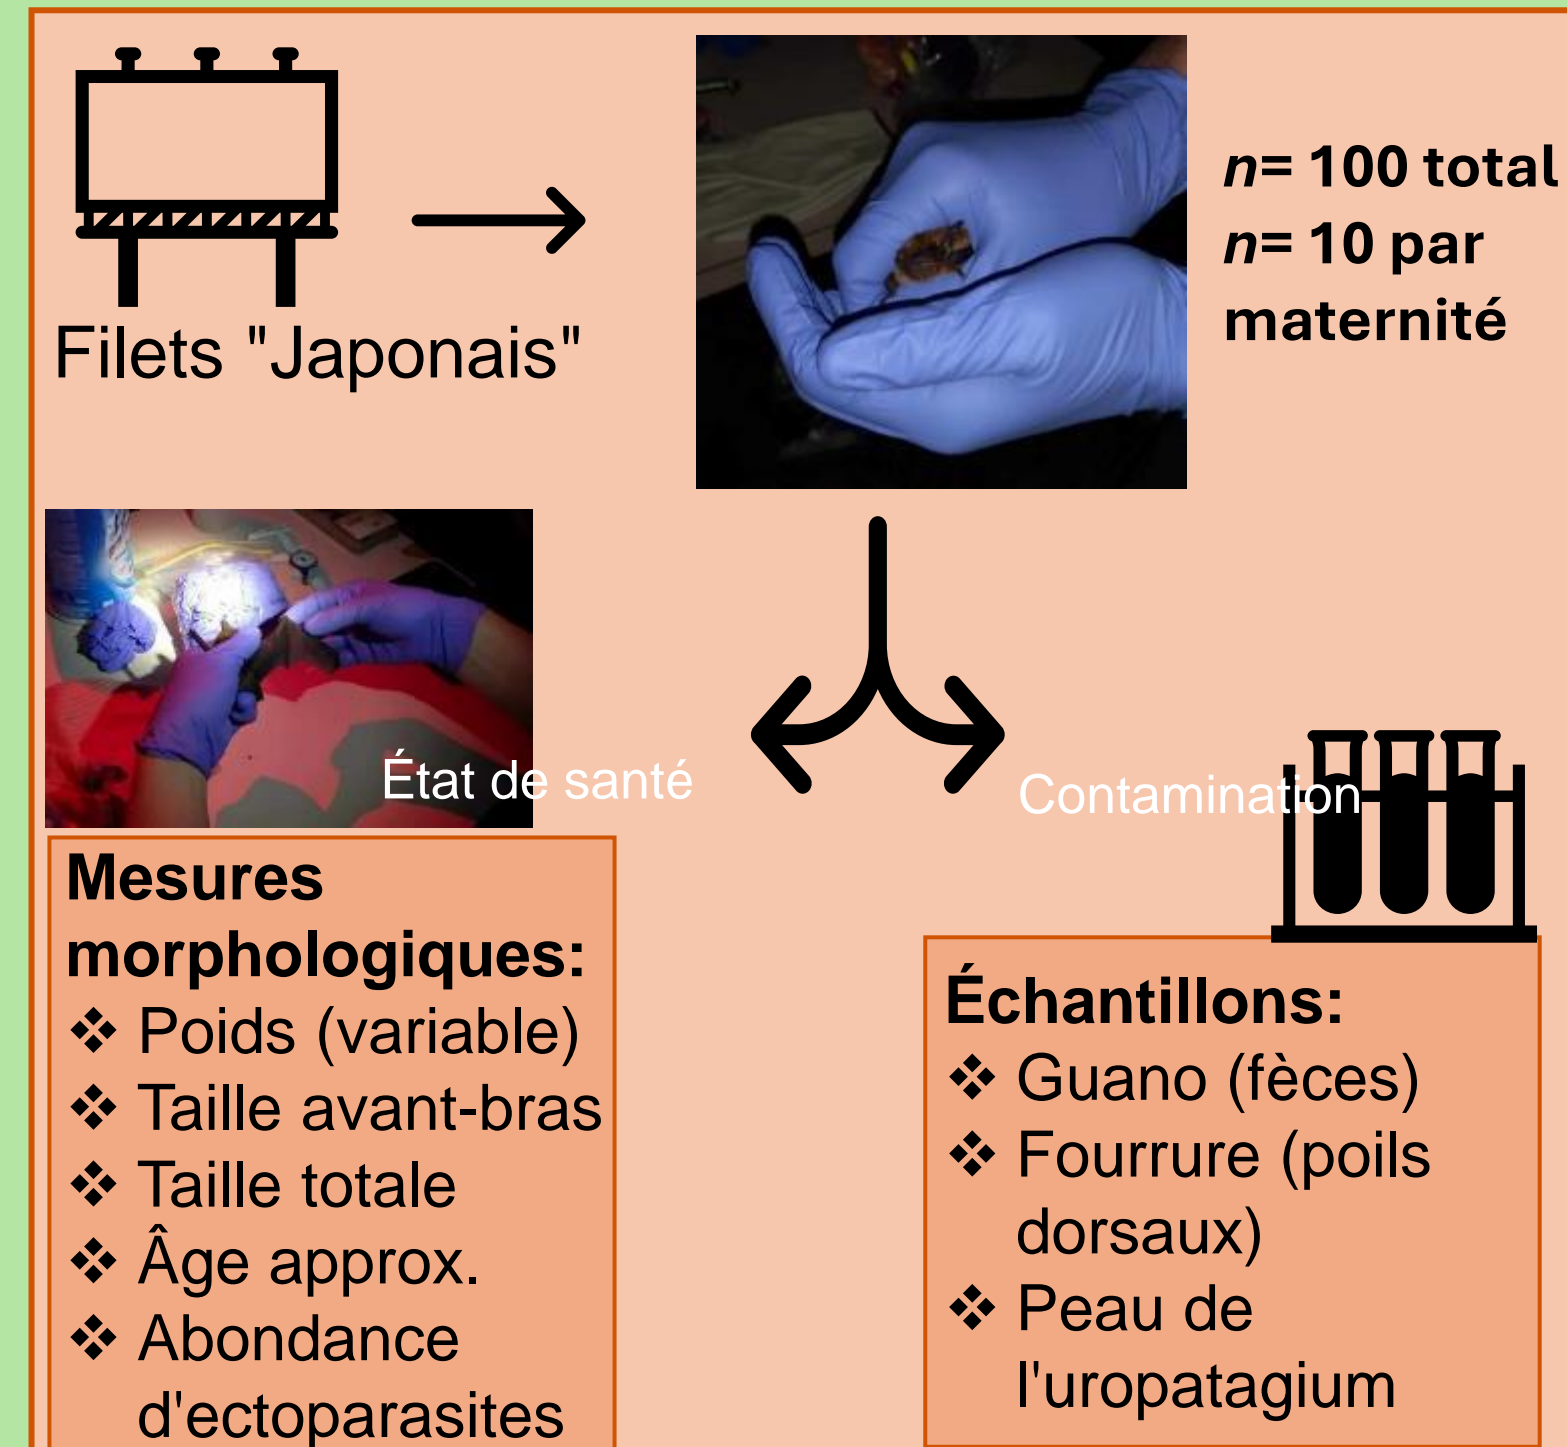 Filets "Japonais"
n= 100 total
n= 10 par
maternité
État de santé
Contamination
Mesures
morphologiques:
❖ Poids (variable)
❖ Taille avant-bras
❖ Taille totale
❖ Âge approx.
❖ Abondance
d'ectoparasites
Échantillons:
❖ Guano (fèces)
❖ Fourrure (poils
dorsaux)
❖ Peau de
l'uropatagium